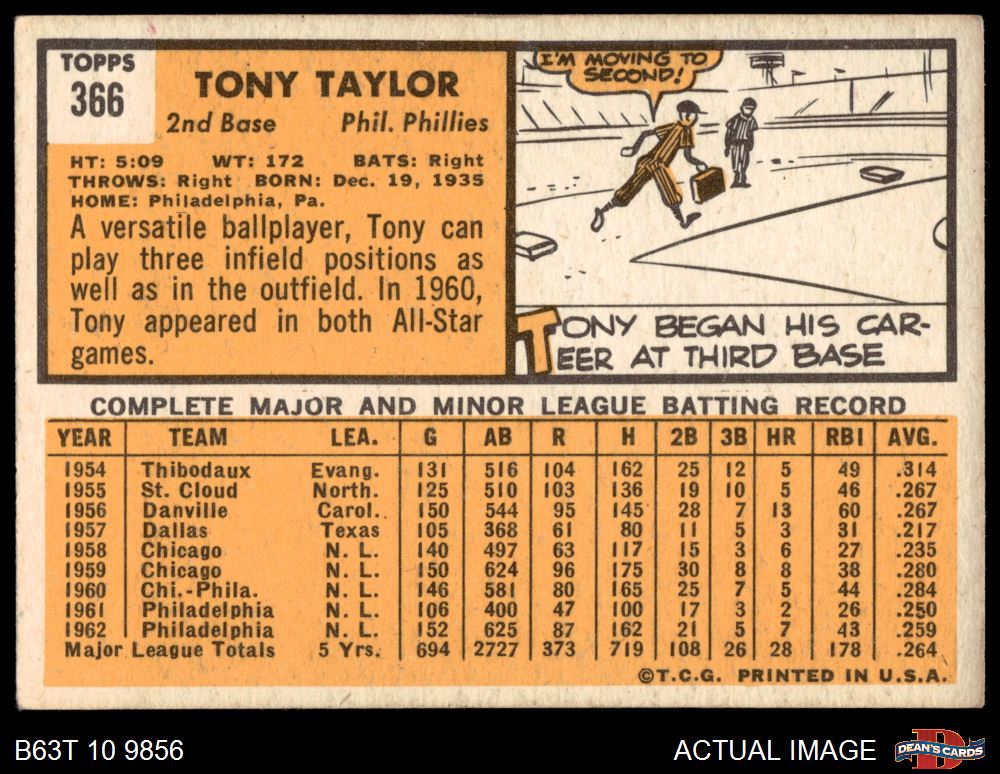 TOPPS
366
TONY TAYLOR
2nd Base Phil. Phillies
HT: 5:09 WT: 172 BATS: Right
THROWS: Right BORN: Dec. 19, 1935
HOME: Philadelphia, Pa.
A versatile ballplayer, Tony can
play three infield positions as
well as in the outfield. In 1960,
Tony appeared in both All-Star
games.
I'M MOVING TO
SECOND!
TONY BEGAN HIS CAR-
EER AT THIRD BASE
COMPLETE MAJOR AND MINOR LEAGUE BATTING RECORD
YEAR TEAM LEA. G AB R H 2B 3B HR RBI AVG.
1954 Thibodaux Evang. 131 516 104 162 25 12 5 49 .314
1955 St. Cloud North. 125 510 103 136 19 10 5 46 .267
1956 Danville Carol. 150 544 95 145 28 7 13 60 .267
1957 Dallas Texas 105 368 61 80 11 5 3 31 .217
1958 Chicago N. L. 140 497 63 117 15 3 6 27 .235
1959 Chicago N. L. 150 624 96 175 30 8 8 38 .280
1960 Chi.-Phila. N. L. 146 581 80 165 25 7 5 44 .284
1961 Philadelphia N. L. 106 400 47 100 17 3 2 26 .250
1962 Philadelphia N. L. 152 625 87 162 21 5 7 43 .259
Major League Totals 5 Yrs. 694 2727 373 719 108 26 28 178 .264
©T.C.G. PRINTED IN U.S.A.
B63T 10 9856 ACTUAL IMAGE
D
DEAN'S CARDS